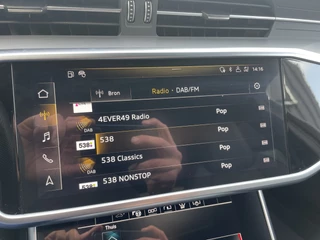 14:15
Bron
Radio · DAB/FM
4EVER49 Radio
Pop
DAB
538
538
Pop
538 Classics
Pop
DAB
538
538 NONSTOP
Pop
Thuis